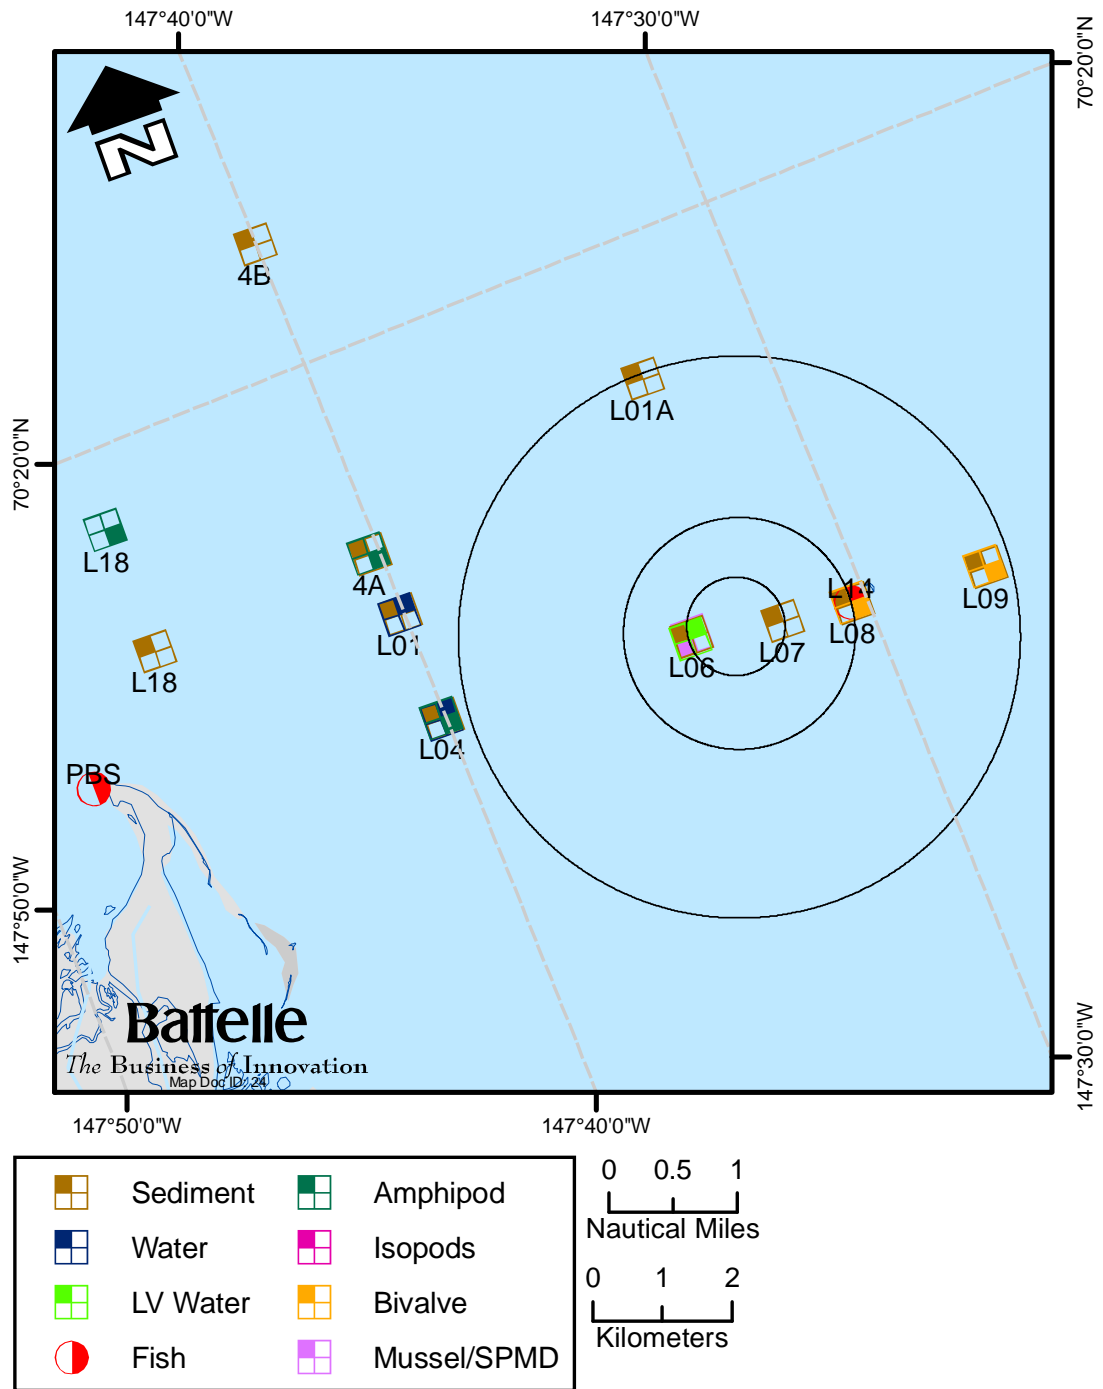 147°40'0"W
147°30'0"W
70°20'0"N
N
4B
L01A
70°20'0"N
L18
4A
L01
L14
L08
L09
L07
L06
L18
L04
PBS
147°50'0"W
147°30'0"W
Battelle
The Business of Innovation
Map Doc ID: 24
147°50'0"W
147°40'0"W
Sediment
Amphipod
Water
Isopods
LV Water
Bivalve
Fish
Mussel/SPMD
0 0.5 1
Nautical Miles
0 1 2
Kilometers